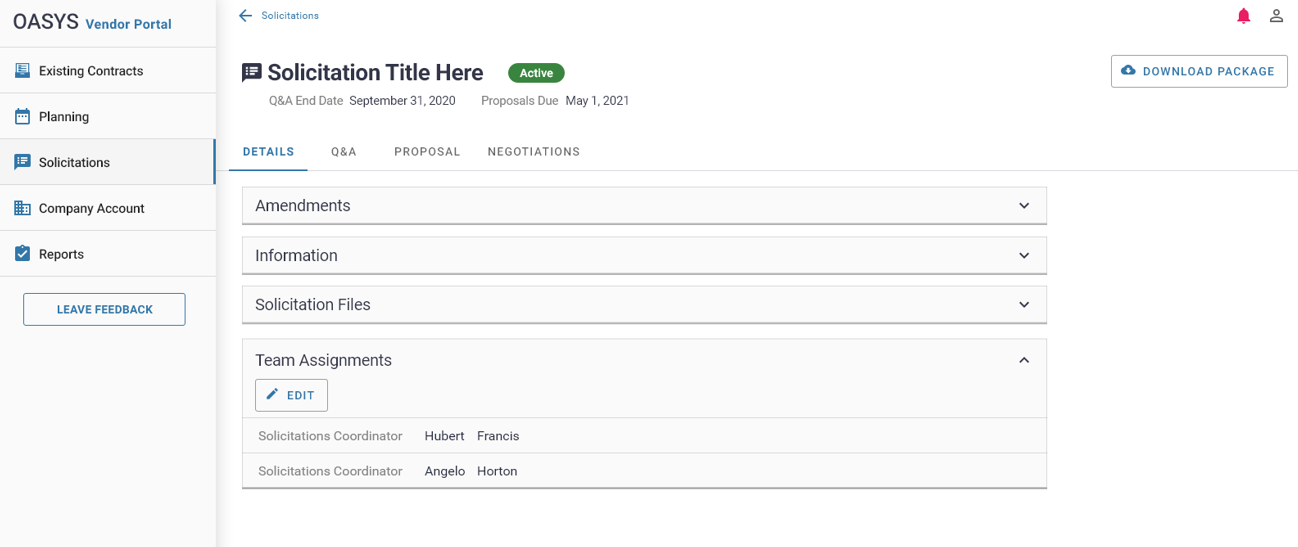 OASYS Vendor Portal
Existing Contracts
Planning
Solicitations
Company Account
Reports
LEAVE FEEDBACK
Solicitations
Solicitation Title Here Active
Q&A End Date September 31, 2020 Proposals Due May 1, 2021
DOWNLOAD PACKAGE
DETAILS Q&A PROPOSAL NEGOTIATIONS
Amendments
Information
Solicitation Files
Team Assignments
EDIT
Solicitations Coordinator Hubert Francis
Solicitations Coordinator Angelo Horton